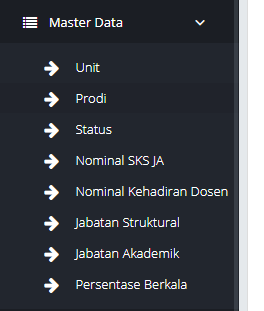 Master Data
Unit
Prodi
Status
Nominal SKS JA
Nominal Kehadiran Dosen
Jabatan Struktural
Jabatan Akademik
Persentase Berkala